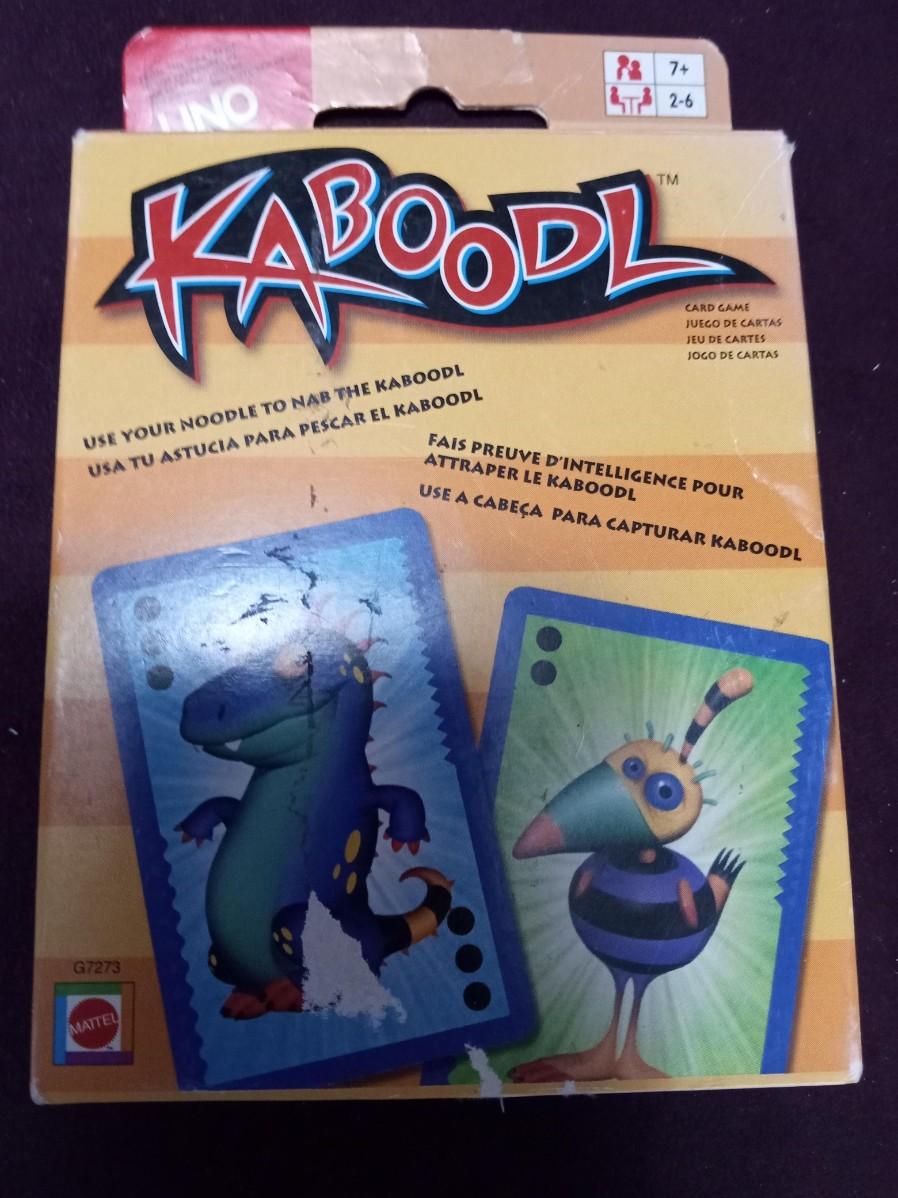 UNO
7+
2-6
KABOODL
TM
CARD GAME
JUEGO DE CARTAS
JEU DE CARTES
JOGO DE CARTAS
USE YOUR NOODLE TO NAB THE KABOODL
USA TU ASTUCIA PARA PESCAR EL KABOODL
FAIS PREUVE D'INTELLIGENCE POUR
ATTRAPER LE KABOODL
USE A CABEÇA PARA CAPTURAR KABOODL
G7273
MATTEL